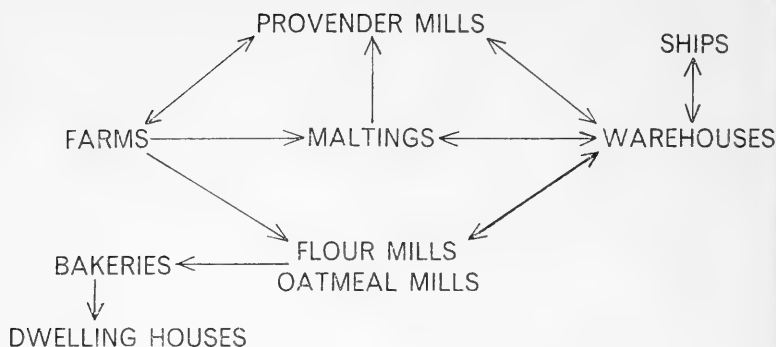 PROVENDER MILLS
SHIPS
FARMS MALTINGS WAREHOUSES
FLOUR MILLS
OATMEAL MILLS
BAKERIES
DWELLING HOUSES